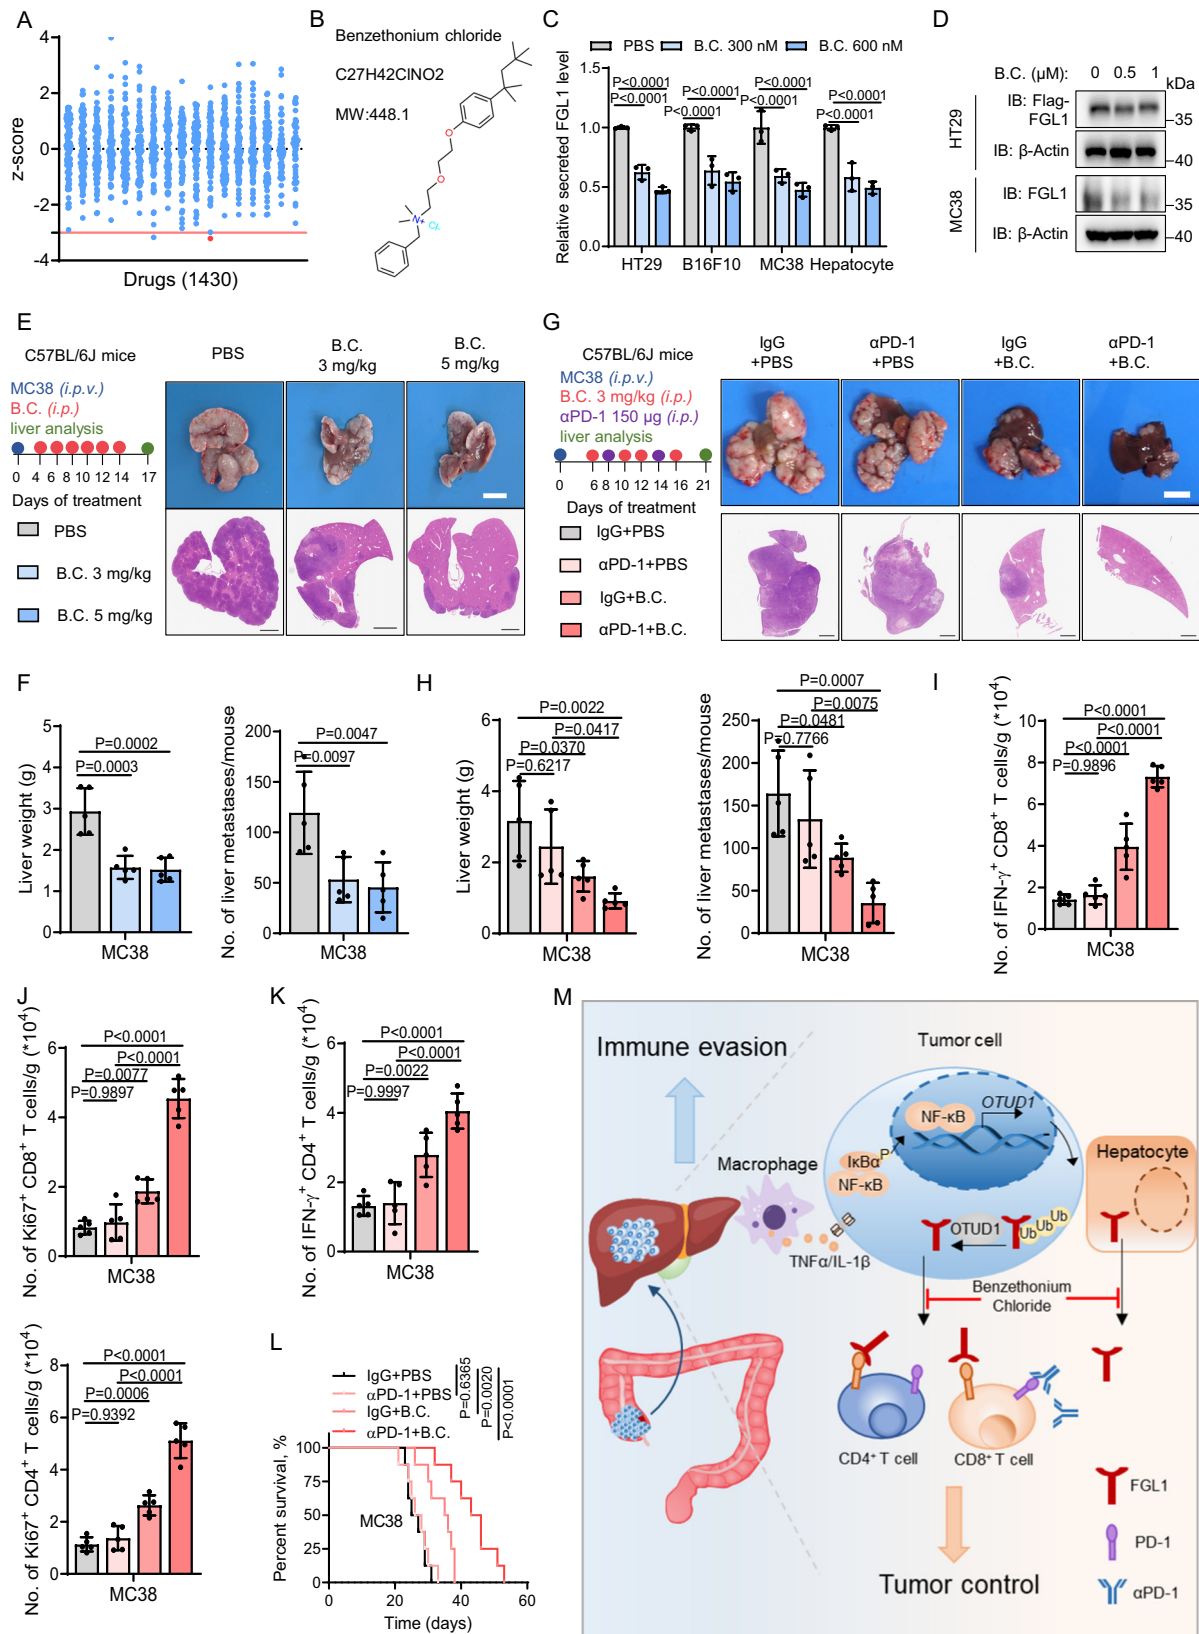 A
4
2
0
-2
-4
z-score
Drugs (1430)
B
Benzethonium chloride
C27H42ClNO2
MW:448.1
O
O
N+
Cl-
C
PBS
B.C. 300 nM
B.C. 600 nM
Relative secreted FGL1 level
1.5
1.0
0.5
0.0
P<0.0001
P<0.0001
P<0.0001
P<0.0001
P<0.0001
P<0.0001
P<0.0001
P<0.0001
HT29
B16F10
MC38
Hepatocyte
D
B.C. (μM): 0 0.5 1
kDa
HT29
IB: Flag-
FGL1
35
IB: β-Actin
40
MC38
IB: FGL1
35
IB: β-Actin
40
E
C57BL/6J mice
MC38 (i.p.v.)
B.C. (i.p.)
liver analysis
0 4 6 8 10 12 14 17
Days of treatment
PBS
B.C. 3 mg/kg
B.C. 5 mg/kg
PBS
B.C.
3 mg/kg
B.C.
5 mg/kg
G
C57BL/6J mice
MC38 (i.p.v.)
B.C. 3 mg/kg (i.p.)
αPD-1 150 μg (i.p.)
liver analysis
0 6 8 10 12 14 16 21
Days of treatment
IgG+PBS
αPD-1+PBS
IgG+B.C.
αPD-1+B.C.
IgG
+PBS
αPD-1
+PBS
IgG
+B.C.
αPD-1
+B.C.
F
Liver weight (g)
5
4
3
2
1
0
P=0.0002
P=0.0003
MC38
No. of liver metastases/mouse
200
150
100
50
0
P=0.0047
P=0.0097
MC38
H
Liver weight (g)
6
4
2
0
P=0.0022
P=0.0417
P=0.0370
P=0.6217
MC38
No. of liver metastases/mouse
250
200
150
100
50
0
P=0.0007
P=0.0075
P=0.0481
P=0.7766
MC38
I
No. of IFN-γ+ CD8+ T cells/g (*10^4)
10
8
6
4
2
0
P<0.0001
P<0.0001
P<0.0001
P=0.9896
MC38
J
No. of Ki67+ CD8+ T cells/g (*10^4)
6
4
2
0
P<0.0001
P<0.0001
P=0.0077
P=0.9897
MC38
No. of Ki67+ CD4+ T cells/g (*10^4)
8
6
4
2
0
P<0.0001
P<0.0001
P=0.0006
P=0.9392
MC38
K
No. of IFN-γ+ CD4+ T cells/g (*10^4)
6
4
2
0
P<0.0001
P<0.0001
P=0.0022
P=0.9997
MC38
L
IgG+PBS
αPD-1+PBS
IgG+B.C.
αPD-1+B.C.
P=0.6365
P=0.0020
P<0.0001
Percent survival, %
100
75
50
25
0
MC38
0 20 40 60
Time (days)
M
Immune evasion
Tumor cell
OTUD1
NF-κB
Macrophage
IκBα
P
NF-κB
Hepatocyte
OTUD1
Ub
Ub
Ub
TNFα/IL-1β
Benzethonium
Chloride
CD4+ T cell
CD8+ T cell
Tumor control
FGL1
PD-1
αPD-1